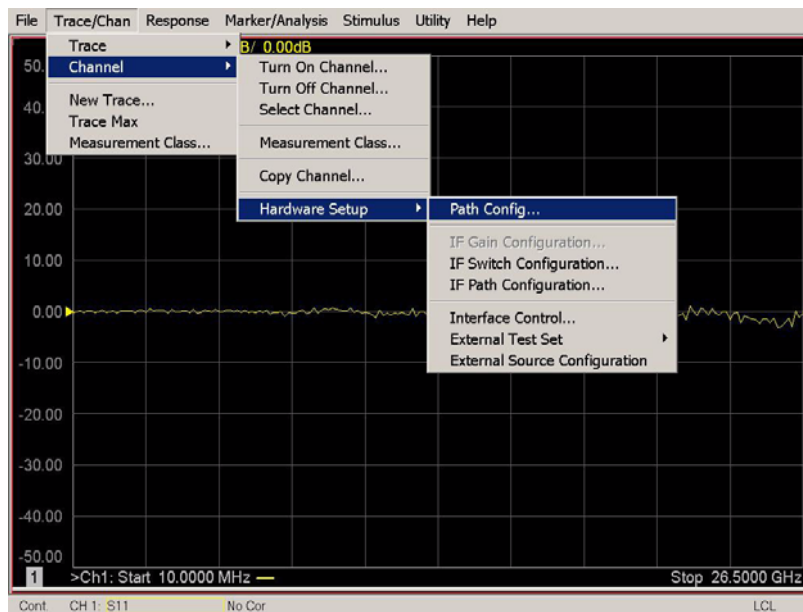 File Trace/Chan Response Marker/Analysis Stimulus Utility Help
B/ 0.00dB
Trace
Channel
New Trace...
Trace Max
Measurement Class...
Turn On Channel...
Turn Off Channel...
Select Channel...
Measurement Class...
Copy Channel...
Hardware Setup
Path Config...
IF Gain Configuration...
IF Switch Configuration...
IF Path Configuration...
Interface Control...
External Test Set
External Source Configuration
50.
40.
30.00
20.00
10.00
0.00
-10.00
-20.00
-30.00
-40.00
-50.00
1 >Ch1: Start 10.0000 MHz Stop 26.5000 GHz
Cont. CH 1: S11 No Cor LCL